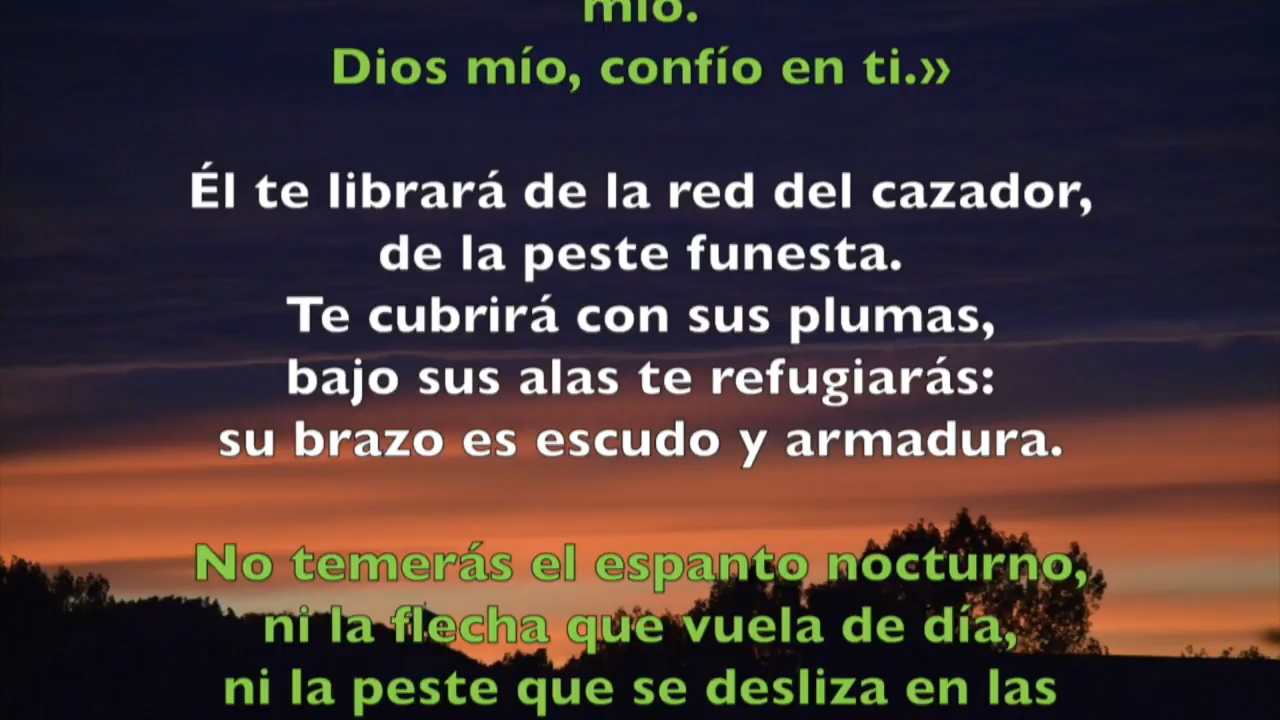 mío.
Dios mío, confío en ti.»
Él te librará de la red del cazador,
de la peste funesta.
Te cubrirá con sus plumas,
bajo sus alas te refugiarás:
su brazo es escudo y armadura.
No temerás el espanto nocturno,
ni la flecha que vuela de día,
ni la peste que se desliza en las